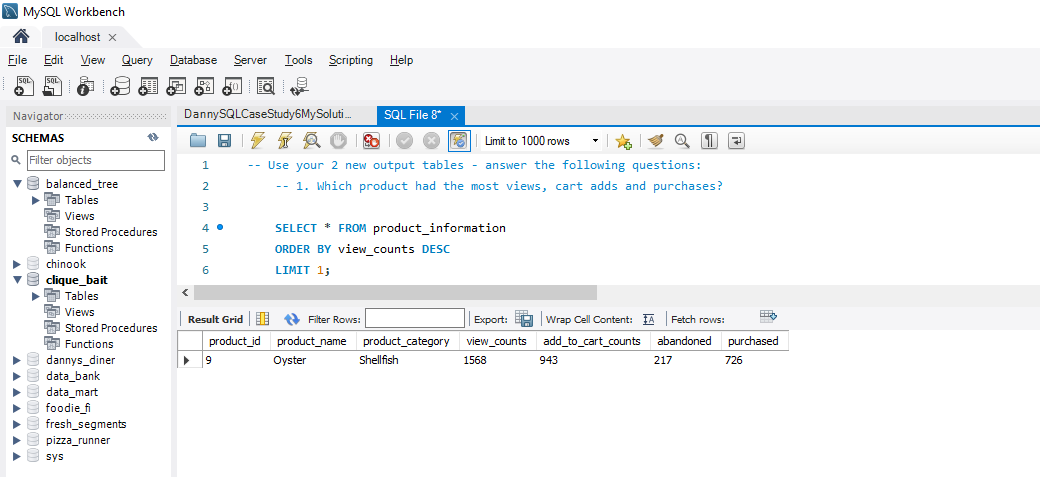 MySQL Workbench
localhost
File Edit View Query Database Server Tools Scripting Help
SQL SQL
Navigator
SCHEMAS
Filter objects
balanced_tree
Tables
Views
Stored Procedures
Functions
chinook
clique_bait
Tables
Views
Stored Procedures
Functions
dannys_diner
data_bank
data_mart
foodie_fi
fresh_segments
pizza_runner
sys
DannySQLCaseStudy6MySoluti... SQL File 8*
Limit to 1000 rows
1 -- Use your 2 new output tables - answer the following questions:
2 -- 1. Which product had the most views, cart adds and purchases?
3
4 SELECT * FROM product_information
5 ORDER BY view_counts DESC
6 LIMIT 1;
Result Grid Filter Rows: Export: Wrap Cell Content: IA Fetch rows:
product_id product_name product_category view_counts add_to_cart_counts abandoned purchased
9 Oyster Shellfish 1568 943 217 726